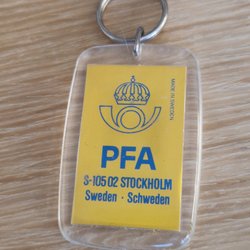 MADE IN SWEDEN
PFA
S-105 02 STOCKHOLM
Sweden · Schweden